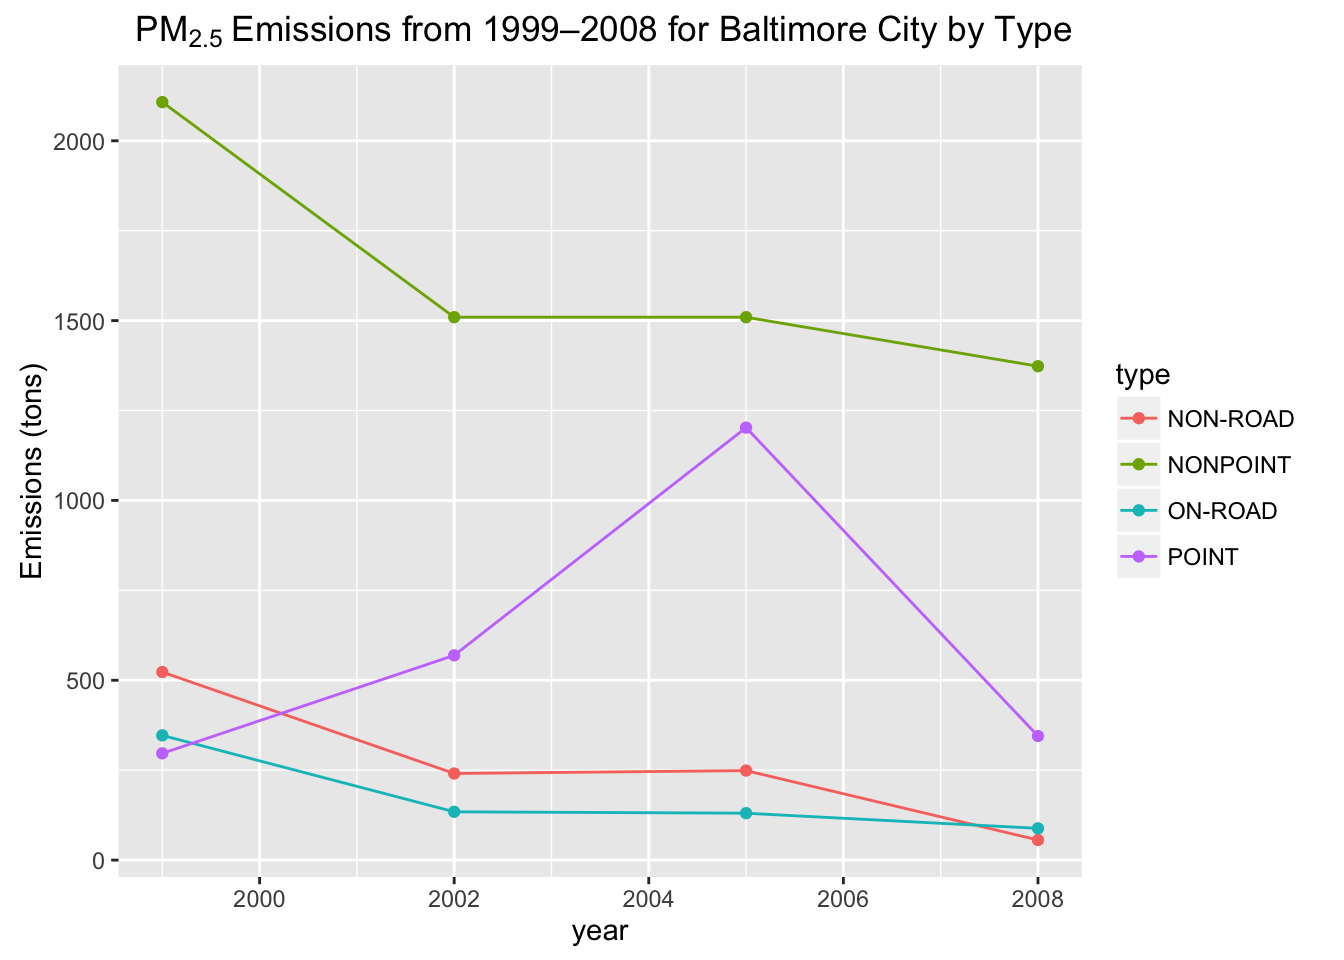 PM2.5 Emissions from 1999–2008 for Baltimore City by Type
2000
1500
1000
500
0
Emissions (tons)
2000 2002 2004 2006 2008
year
type
NON-ROAD
NONPOINT
ON-ROAD
POINT